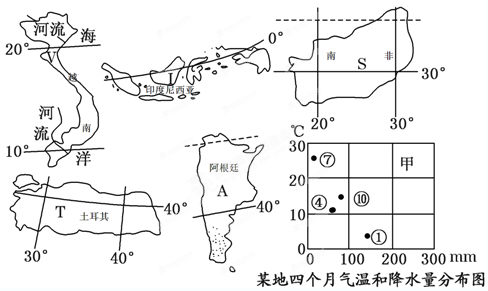 河流 海
20°
V
越
河流
南
10°
洋
0°
I
印度尼西亚
南 非
S
30°
20° 30°
阿根廷
A
40°
T 土耳其
40°
30° 40°
℃
30
20
10
0
⑦
甲
④
⑩
①
100 200 300 mm
某地四个月气温和降水量分布图